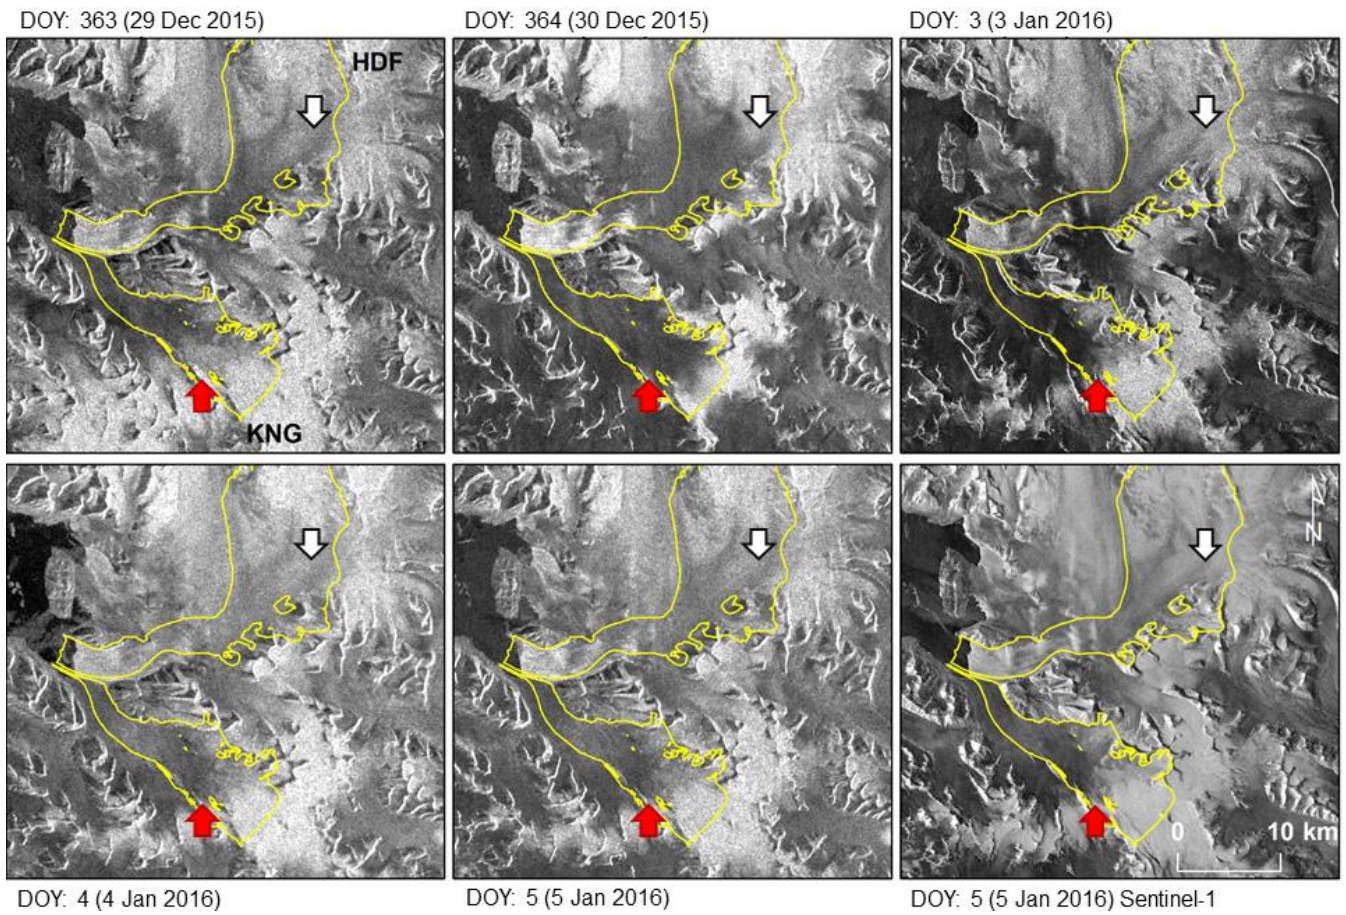 DOY: 363 (29 Dec 2015)
DOY: 364 (30 Dec 2015)
DOY: 3 (3 Jan 2016)
HDF
KNG
N
0 10 km
DOY: 4 (4 Jan 2016)
DOY: 5 (5 Jan 2016)
DOY: 5 (5 Jan 2016) Sentinel-1